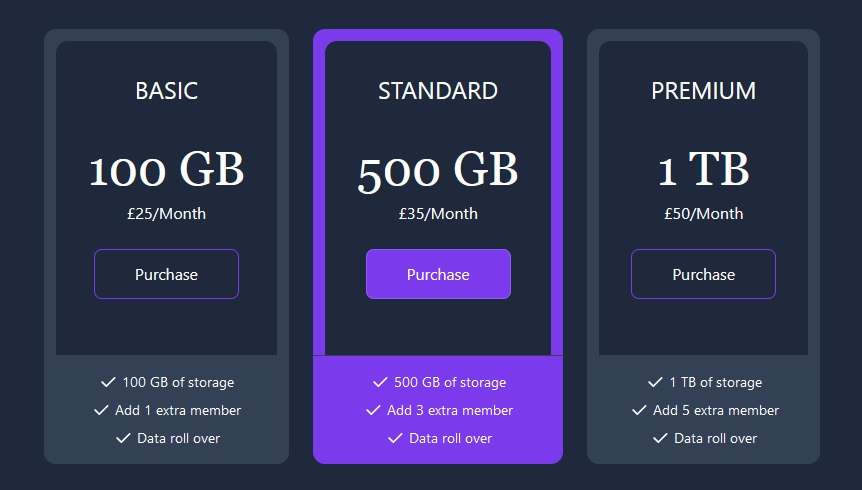 BASIC
100 GB
£25/Month
Purchase
100 GB of storage
Add 1 extra member
Data roll over
STANDARD
500 GB
£35/Month
Purchase
500 GB of storage
Add 3 extra member
Data roll over
PREMIUM
1 TB
£50/Month
Purchase
1 TB of storage
Add 5 extra member
Data roll over